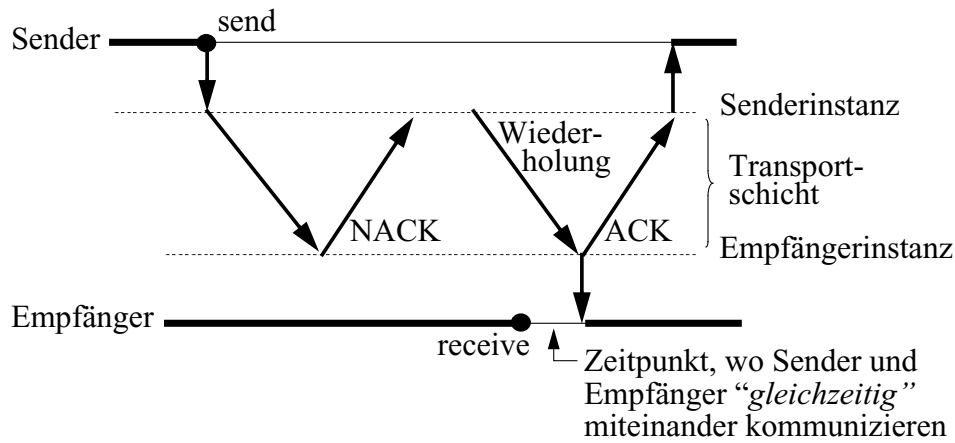 send
Sender
Senderinstanz
Wieder-
holung
Transport-
schicht
NACK
ACK
Empfängerinstanz
Empfänger
receive
Zeitpunkt, wo Sender und
Empfänger “gleichzeitig”
miteinander kommunizieren